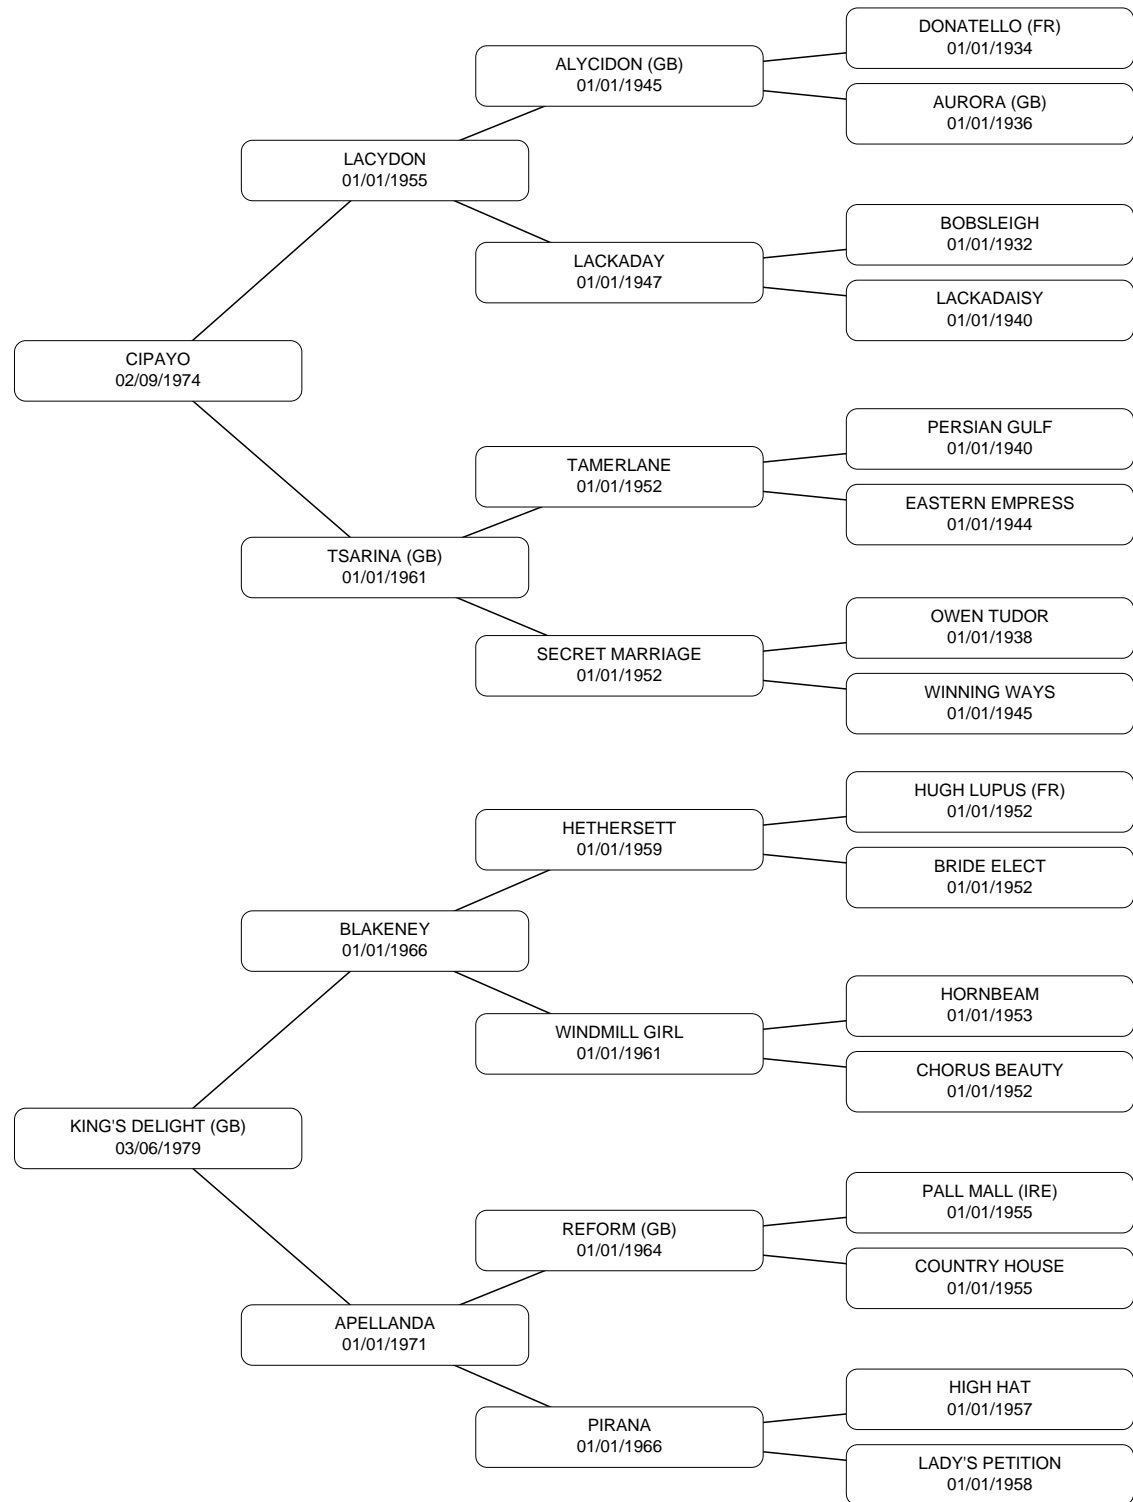 DONATELLO (FR)
01/01/1934
ALYCIDON (GB)
01/01/1945
AURORA (GB)
01/01/1936
LACYDON
01/01/1955
BOBSLEIGH
01/01/1932
LACKADAY
01/01/1947
LACKADAISY
01/01/1940
CIPAYO
02/09/1974
PERSIAN GULF
01/01/1940
TAMERLANE
01/01/1952
EASTERN EMPRESS
01/01/1944
TSARINA (GB)
01/01/1961
OWEN TUDOR
01/01/1938
SECRET MARRIAGE
01/01/1952
WINNING WAYS
01/01/1945
HUGH LUPUS (FR)
01/01/1952
HETHERSETT
01/01/1959
BRIDE ELECT
01/01/1952
BLAKENEY
01/01/1966
HORNBEAM
01/01/1953
WINDMILL GIRL
01/01/1961
CHORUS BEAUTY
01/01/1952
KING'S DELIGHT (GB)
03/06/1979
PALL MALL (IRE)
01/01/1955
REFORM (GB)
01/01/1964
COUNTRY HOUSE
01/01/1955
APELLANDA
01/01/1971
HIGH HAT
01/01/1957
PIRANA
01/01/1966
LADY'S PETITION
01/01/1958